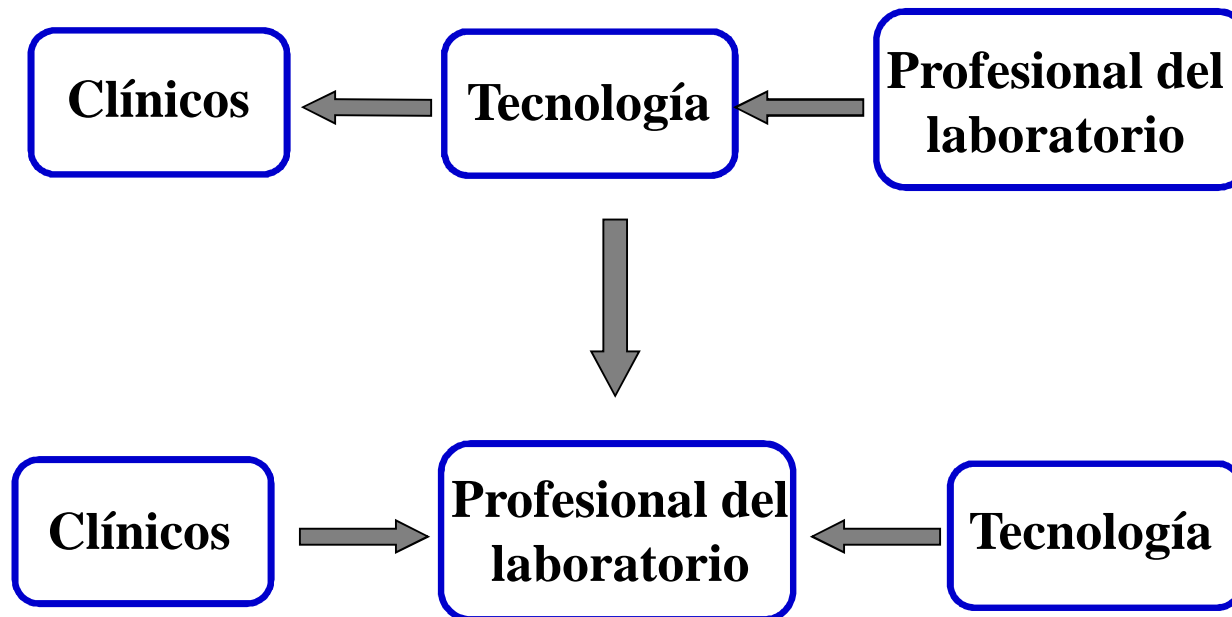 Clínicos
Tecnología
Profesional del
laboratorio
Clínicos
Profesional del
laboratorio
Tecnología